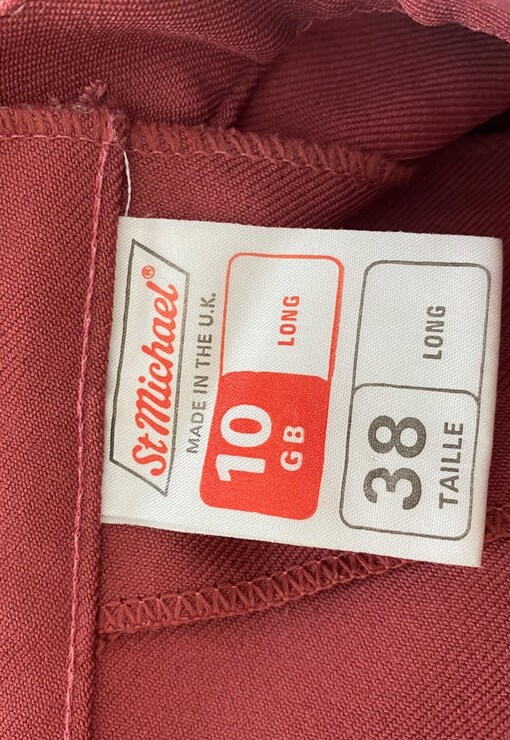 St Michael®
MADE IN THE U.K.
10 LONG
GB
38 LONG
TAILLE